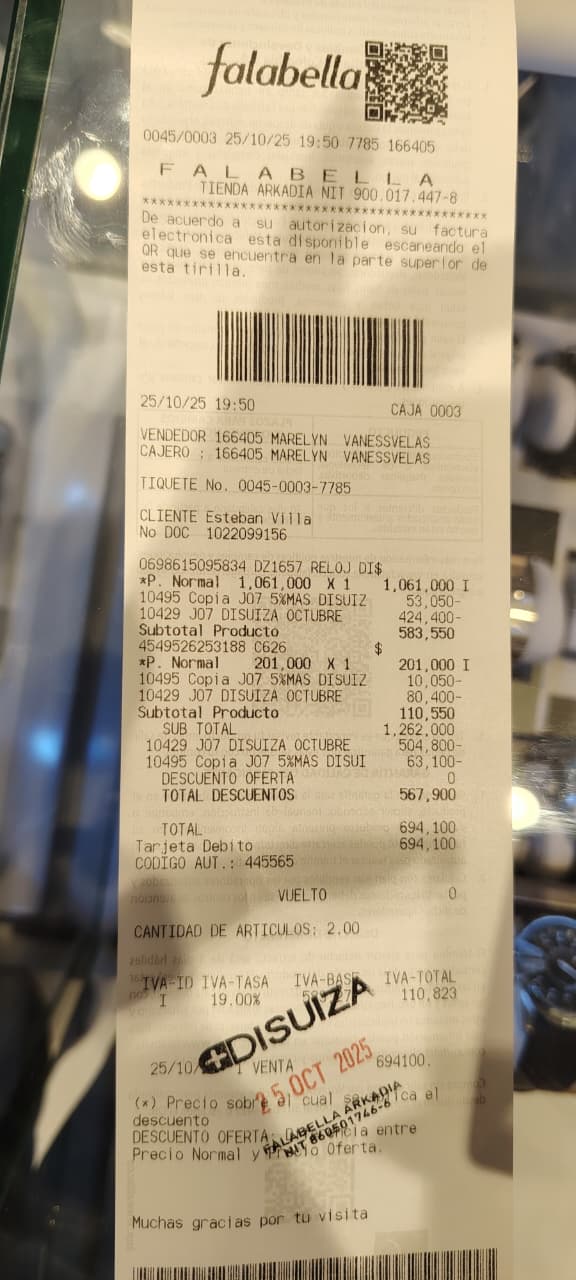 falabella
0045/0003 25/10/25 19:50 7785 166405
F A L A B E L L A
TIENDA ARKADIA NIT 900.017.447-8
******************************************
De acuerdo a su autorizacion, su factura
electronica esta disponible escaneando el
QR que se encuentra en la parte superior de
esta tirilla.
25/10/25 19:50 CAJA 0003
VENDEDOR 166405 MARELYN VANESSVELAS
CAJERO : 166405 MARELYN VANESSVELAS
TIQUETE No. 0045-0003-7785
CLIENTE Esteban Villa
No DOC 1022099156
0698615095834 DZ1657 RELOJ DI$
*P. Normal 1,061,000 X 1 1,061,000 I
10495 Copia J07 5%MAS DISUIZ 53,050-
10429 J07 DISUIZA OCTUBRE 424,400-
Subtotal Producto 583,550
4549526253188 C626 $
*P. Normal 201,000 X 1 201,000 I
10495 Copia J07 5%MAS DISUIZ 10,050-
10429 J07 DISUIZA OCTUBRE 80,400-
Subtotal Producto 110,550
SUB TOTAL 1,262,000
10429 J07 DISUIZA OCTUBRE 504,800-
10495 Copia J07 5%MAS DISUI 63,100-
DESCUENTO OFERTA 0
TOTAL DESCUENTOS 567,900
TOTAL 694,100
Tarjeta Debito 694,100
CODIGO AUT.: 445565
VUELTO 0
CANTIDAD DE ARTICULOS: 2.00
IVA-ID IVA-TASA IVA-BASE IVA-TOTAL
I 19.00% 110,823
DISUIZA
25/10/ VENTA 694100.
25 OCT 2025
(*) Precio sobre el cual se aplica el
descuento
FALABELLA ARKADIA
NIT 860501746-6
DESCUENTO OFERTA: entre
Precio Normal y Precio Oferta.
Muchas gracias por tu visita